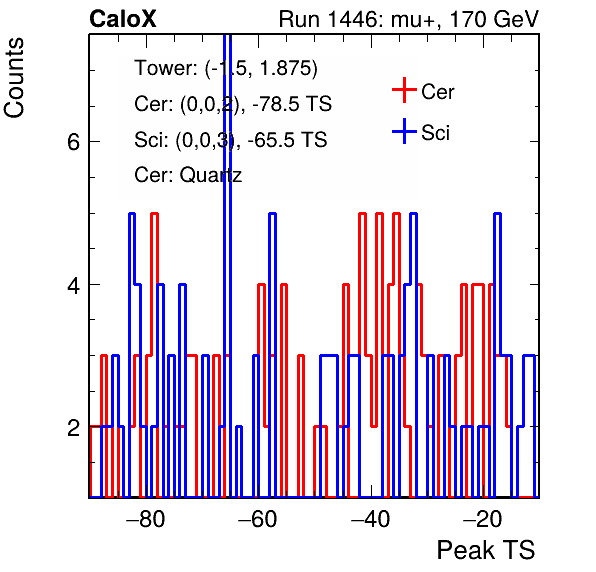 CaloX Run 1446: mu+, 170 GeV
Counts
Tower: (-1.5, 1.875)
Cer: (0,0,2), -78.5 TS
Sci: (0,0,3), -65.5 TS
Cer: Quartz
Cer
Sci
6
4
2
−80 −60 −40 −20
Peak TS